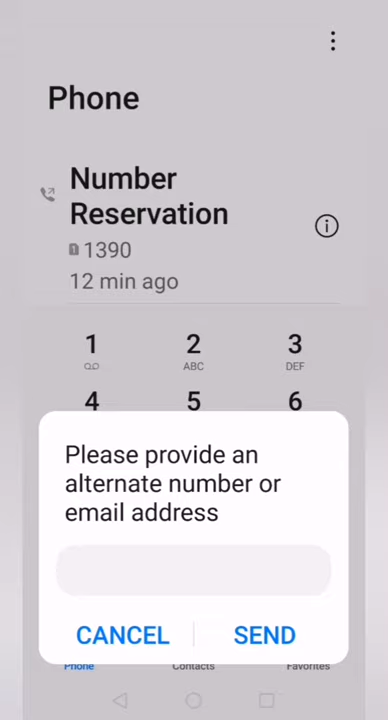 Phone
Number
Reservation
1 1390
12 min ago
1 2 3
ABC DEF
4 5 6
Please provide an
alternate number or
email address
CANCEL SEND
Phone Contacts Favorites